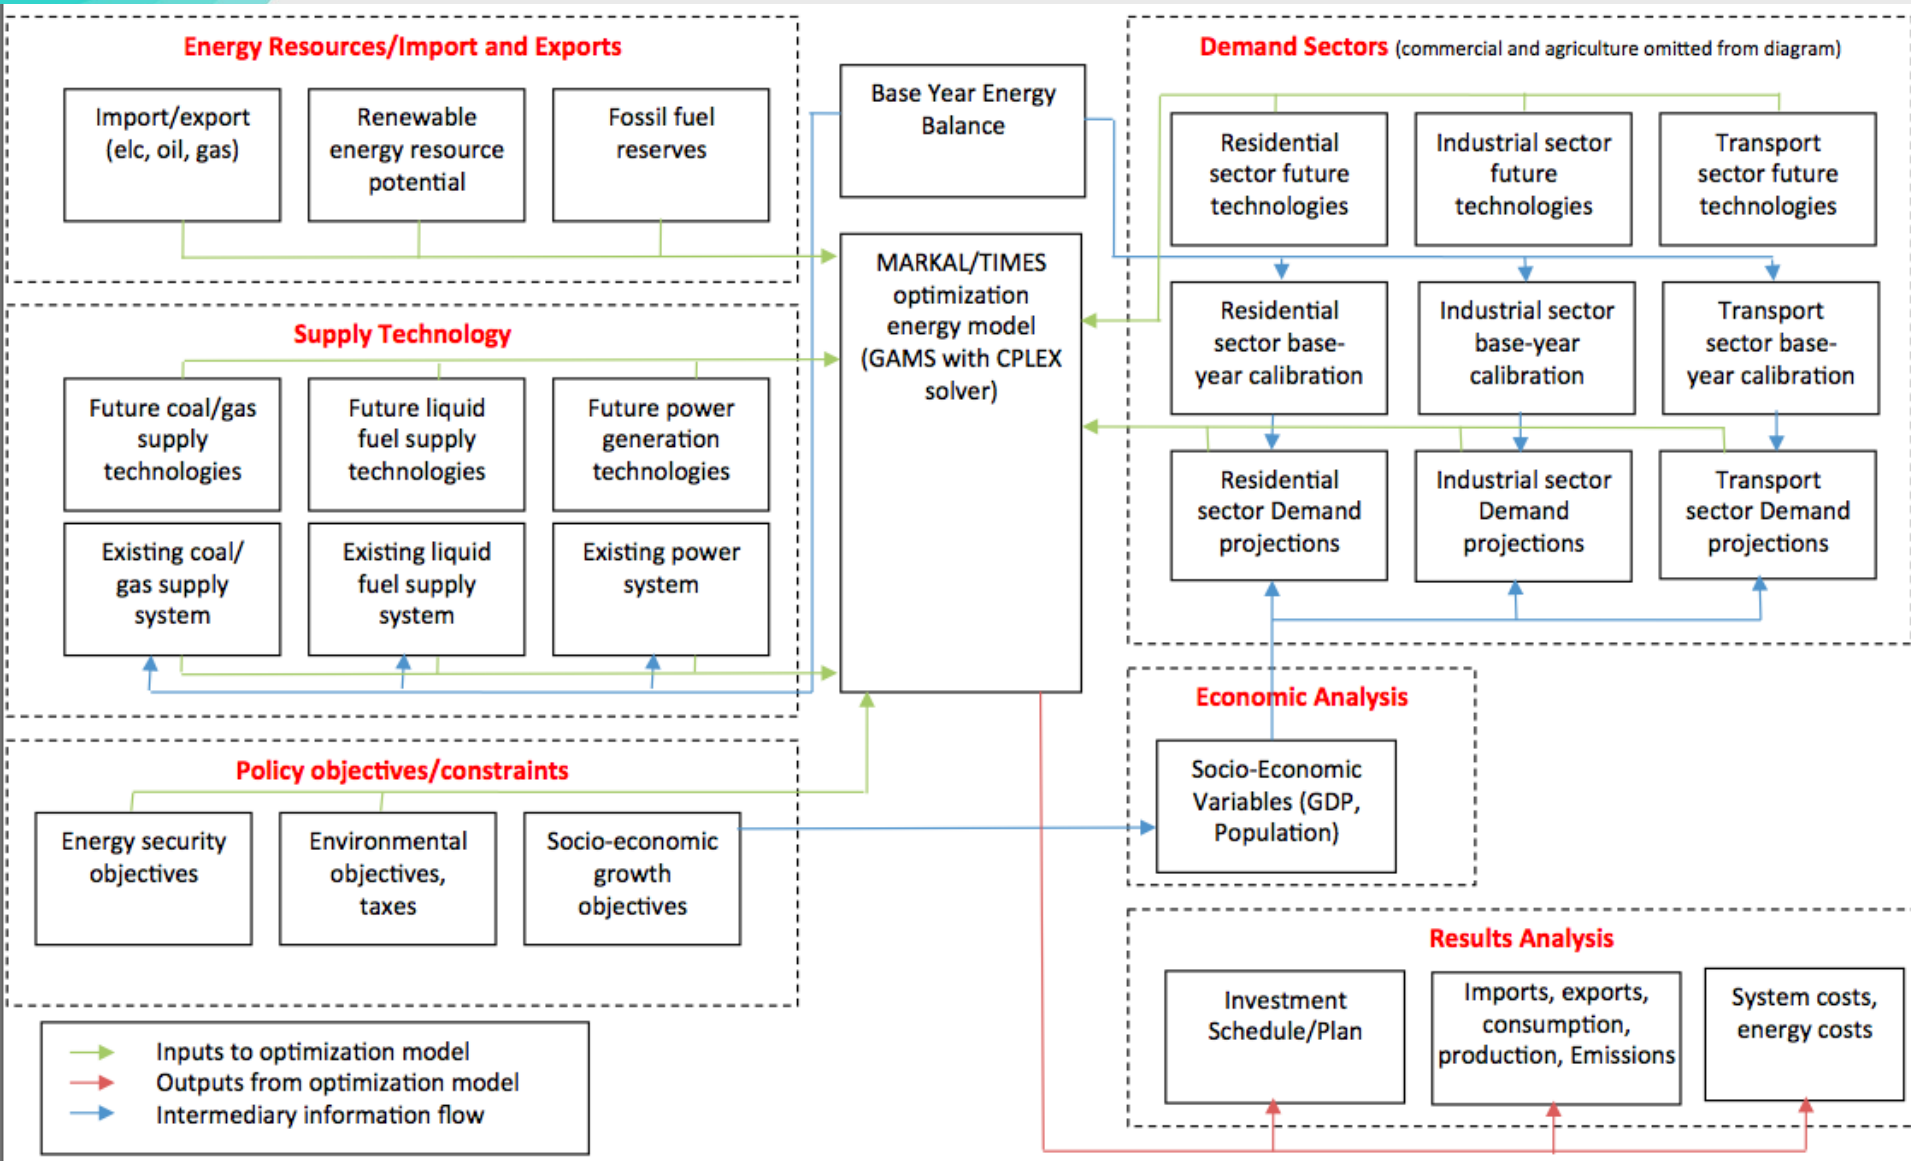 Energy Resources/Import and Exports
Import/export
(elc, oil, gas)
Renewable
energy resource
potential
Fossil fuel
reserves
Supply Technology
Future coal/gas
supply
technologies
Future liquid
fuel supply
technologies
Future power
generation
technologies
Existing coal/
gas supply
system
Existing liquid
fuel supply
system
Existing power
system
Policy objectives/constraints
Energy security
objectives
Environmental
objectives,
taxes
Socio-economic
growth
objectives
Inputs to optimization model
Outputs from optimization model
Intermediary information flow
Base Year Energy
Balance
MARKAL/TIMES
optimization
energy model
(GAMS with CPLEX
solver)
Demand Sectors (commercial and agriculture omitted from diagram)
Residential
sector future
technologies
Industrial sector
future
technologies
Transport
sector future
technologies
Residential
sector base-
year calibration
Industrial sector
base-year
calibration
Transport
sector base-
year calibration
Residential
sector Demand
projections
Industrial sector
Demand
projections
Transport
sector Demand
projections
Economic Analysis
Socio-Economic
Variables (GDP,
Population)
Results Analysis
Investment
Schedule/Plan
Imports, exports,
consumption,
production, Emissions
System costs,
energy costs